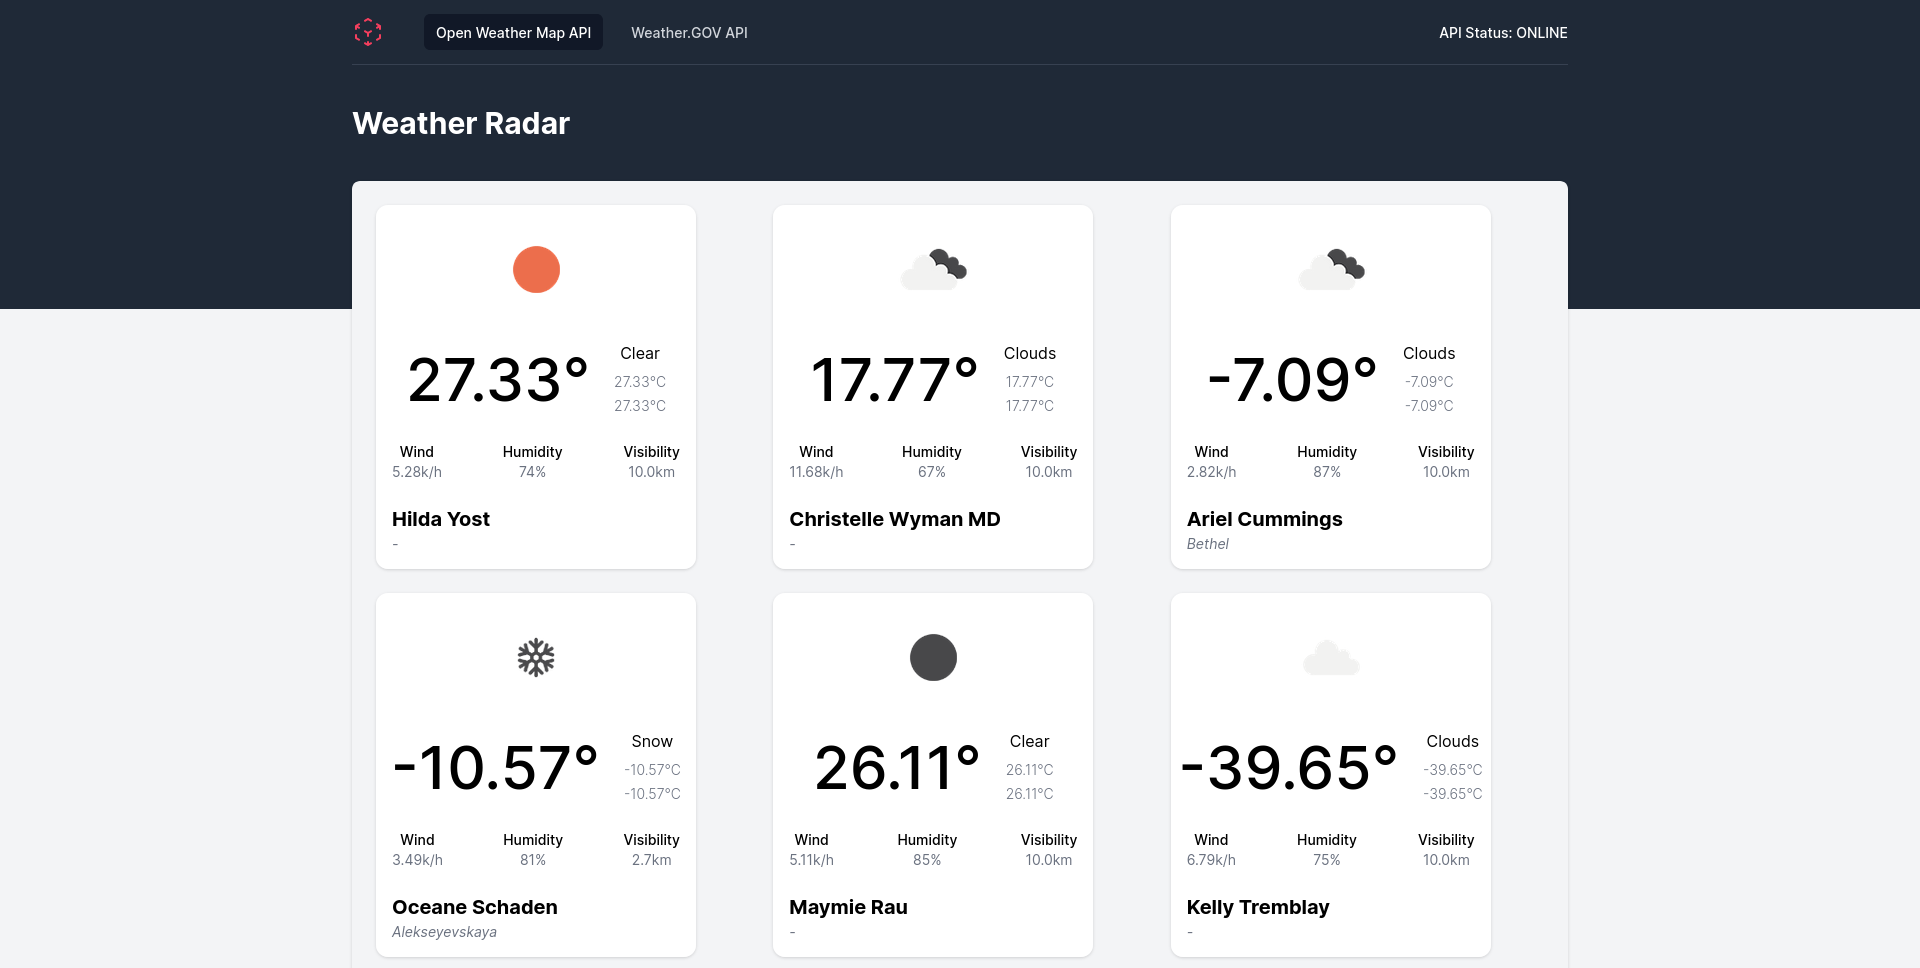 Open Weather Map API
Weather.GOV API
API Status: ONLINE
Weather Radar
27.33°
Clear
27.33°C
27.33°C
Wind Humidity Visibility
5.28k/h 74% 10.0km
Hilda Yost
-
17.77°
Clouds
17.77°C
17.77°C
Wind Humidity Visibility
11.68k/h 67% 10.0km
Christelle Wyman MD
-
-7.09°
Clouds
-7.09°C
-7.09°C
Wind Humidity Visibility
2.82k/h 87% 10.0km
Ariel Cummings
Bethel
-10.57°
Snow
-10.57°C
-10.57°C
Wind Humidity Visibility
3.49k/h 81% 2.7km
Oceane Schaden
Alekseyevskaya
26.11°
Clear
26.11°C
26.11°C
Wind Humidity Visibility
5.11k/h 85% 10.0km
Maymie Rau
-
-39.65°
Clouds
-39.65°C
-39.65°C
Wind Humidity Visibility
6.79k/h 75% 10.0km
Kelly Tremblay
-